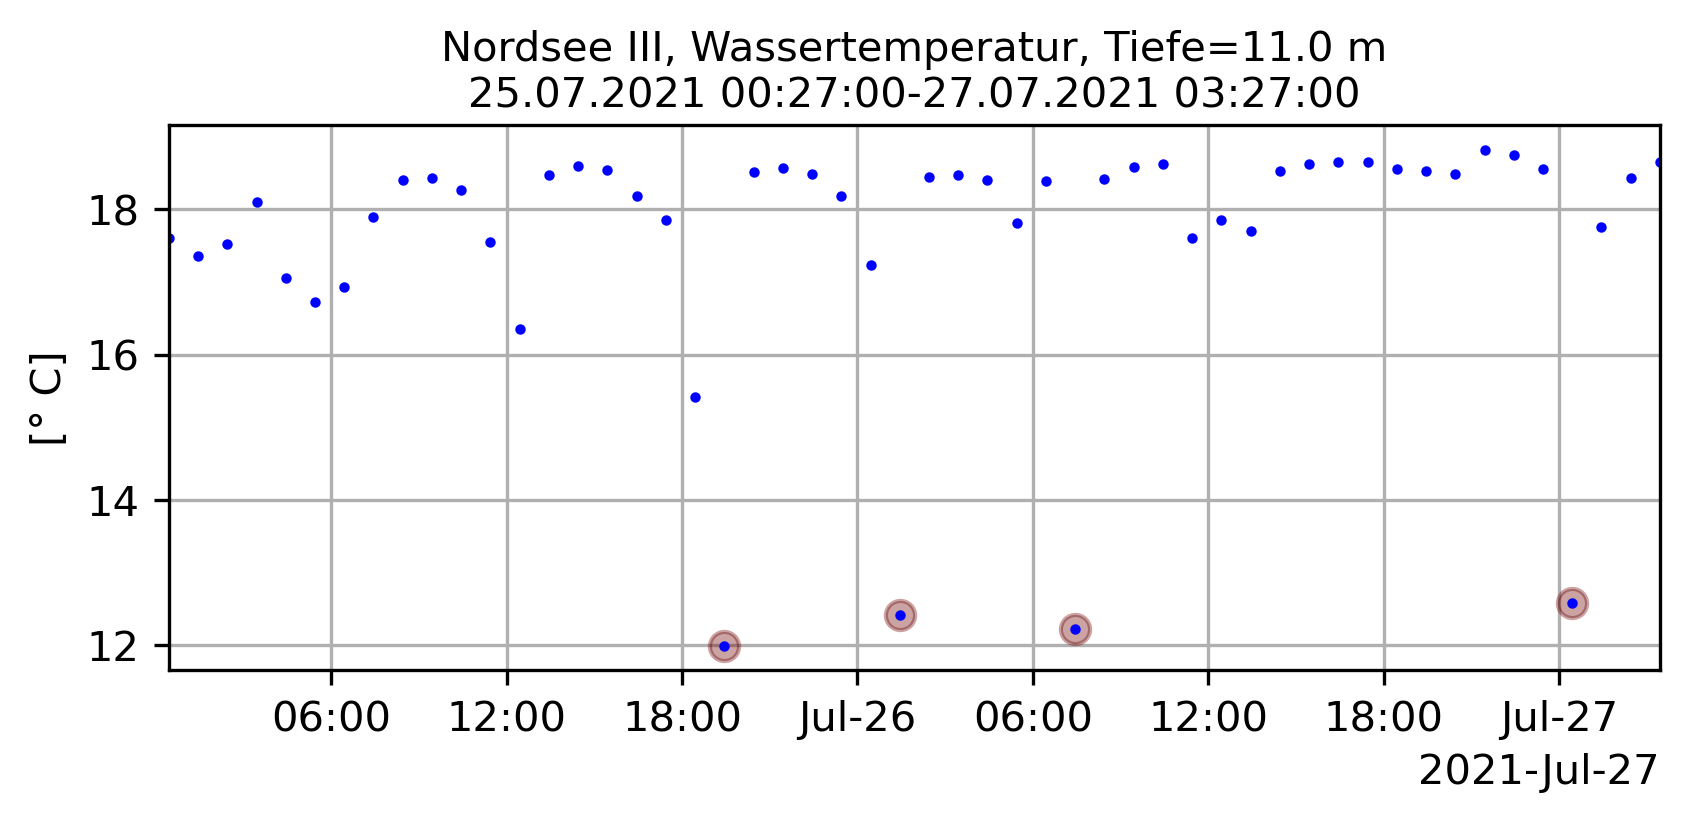 Nordsee III, Wassertemperatur, Tiefe=11.0 m
25.07.2021 00:27:00-27.07.2021 03:27:00
[° C]
18
16
14
12
06:00 12:00 18:00 Jul-26 06:00 12:00 18:00 Jul-27
2021-Jul-27